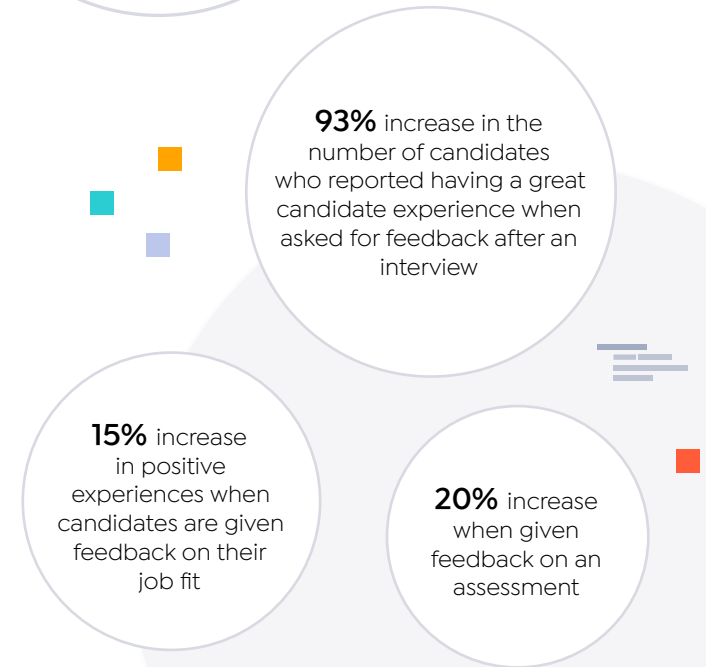 93% increase in the
number of candidates
who reported having a great
candidate experience when
asked for feedback after an
interview
15% increase
in positive
experiences when
candidates are given
feedback on their
job fit
20% increase
when given
feedback on an
assessment